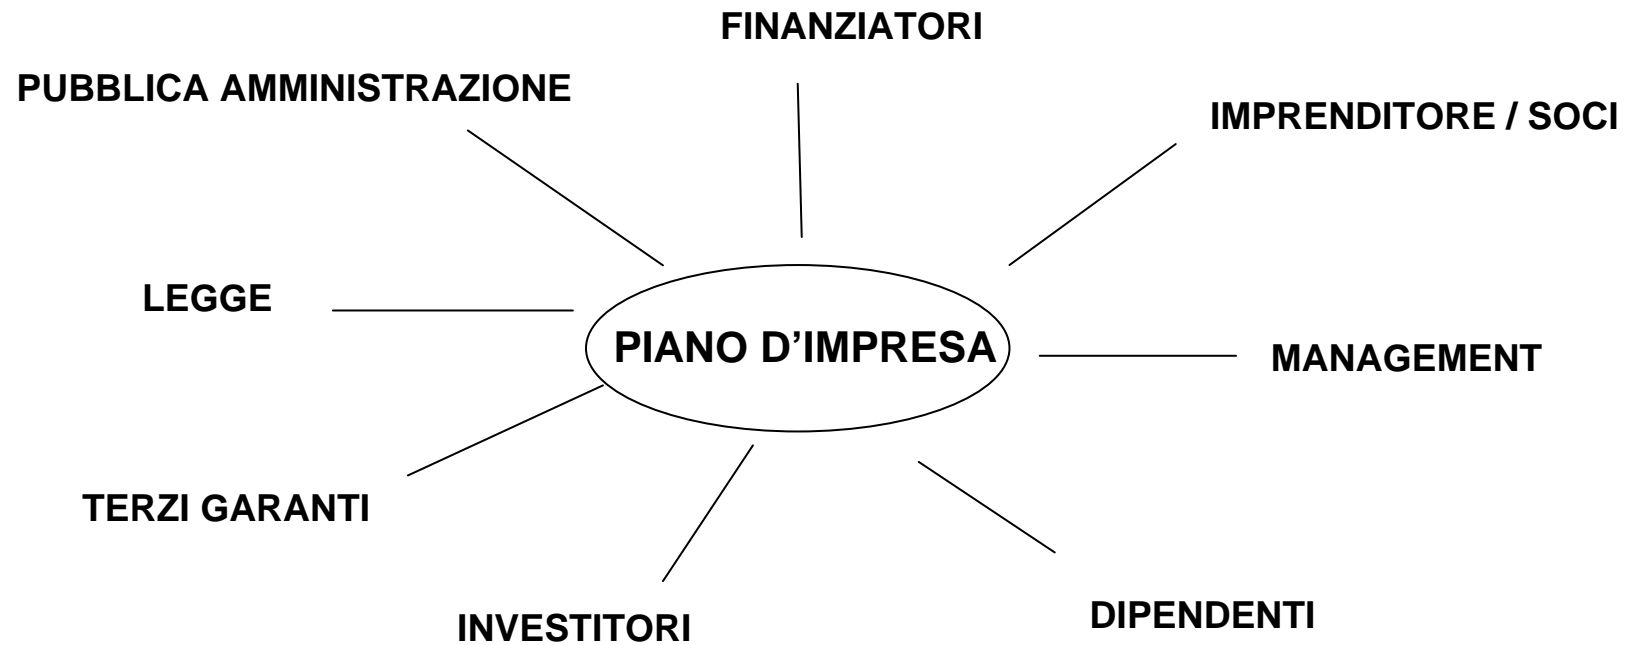 FINANZIATORI
PUBBLICA AMMINISTRAZIONE
IMPRENDITORE / SOCI
LEGGE
PIANO D’IMPRESA
MANAGEMENT
TERZI GARANTI
INVESTITORI
DIPENDENTI